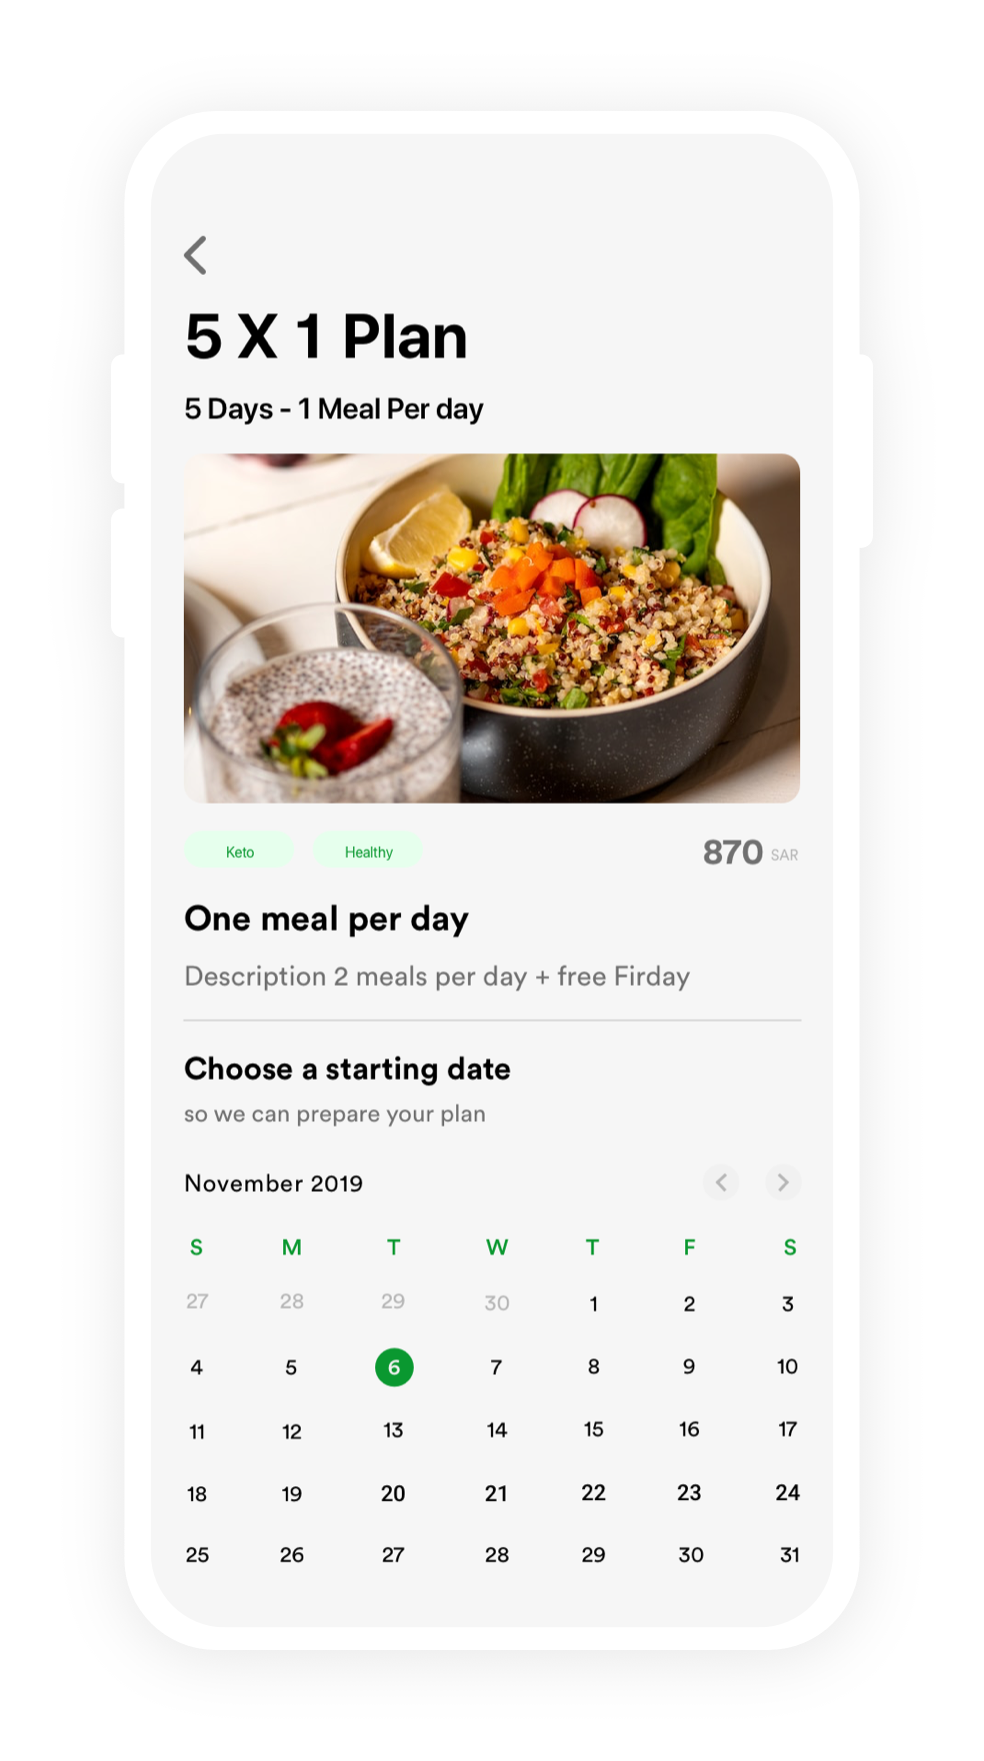 5 X 1 Plan
5 Days - 1 Meal Per day
Keto Healthy 870 SAR
One meal per day
Description 2 meals per day + free Firday
Choose a starting date
so we can prepare your plan
November 2019
S M T W T F S
27 28 29 30 1 2 3
4 5 6 7 8 9 10
11 12 13 14 15 16 17
18 19 20 21 22 23 24
25 26 27 28 29 30 31